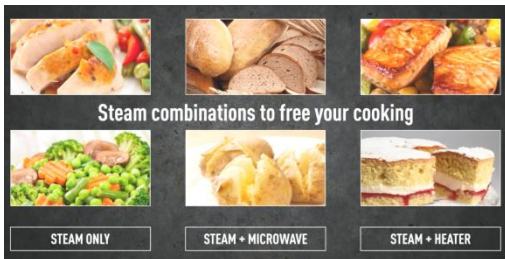 Steam combinations to free your cooking
STEAM ONLY
STEAM + MICROWAVE
STEAM + HEATER